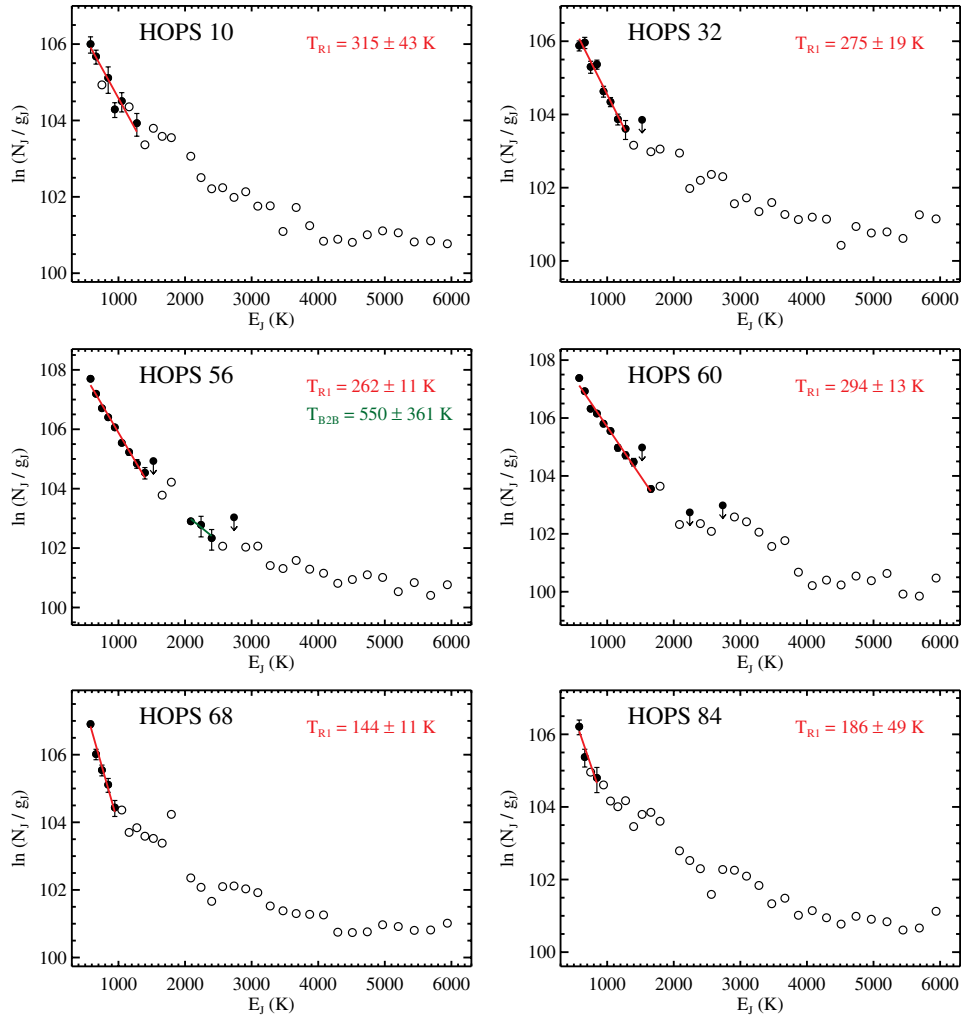 HOPS 10
T_R1 = 315 ± 43 K
ln (N_J / g_J)
106
104
102
100
1000 2000 3000 4000 5000 6000
E_J (K)
HOPS 32
T_R1 = 275 ± 19 K
ln (N_J / g_J)
106
104
102
100
1000 2000 3000 4000 5000 6000
E_J (K)
HOPS 56
T_R1 = 262 ± 11 K
T_B2B = 550 ± 361 K
ln (N_J / g_J)
108
106
104
102
100
1000 2000 3000 4000 5000 6000
E_J (K)
HOPS 60
T_R1 = 294 ± 13 K
ln (N_J / g_J)
108
106
104
102
100
1000 2000 3000 4000 5000 6000
E_J (K)
HOPS 68
T_R1 = 144 ± 11 K
ln (N_J / g_J)
106
104
102
100
1000 2000 3000 4000 5000 6000
E_J (K)
HOPS 84
T_R1 = 186 ± 49 K
ln (N_J / g_J)
106
104
102
100
1000 2000 3000 4000 5000 6000
E_J (K)